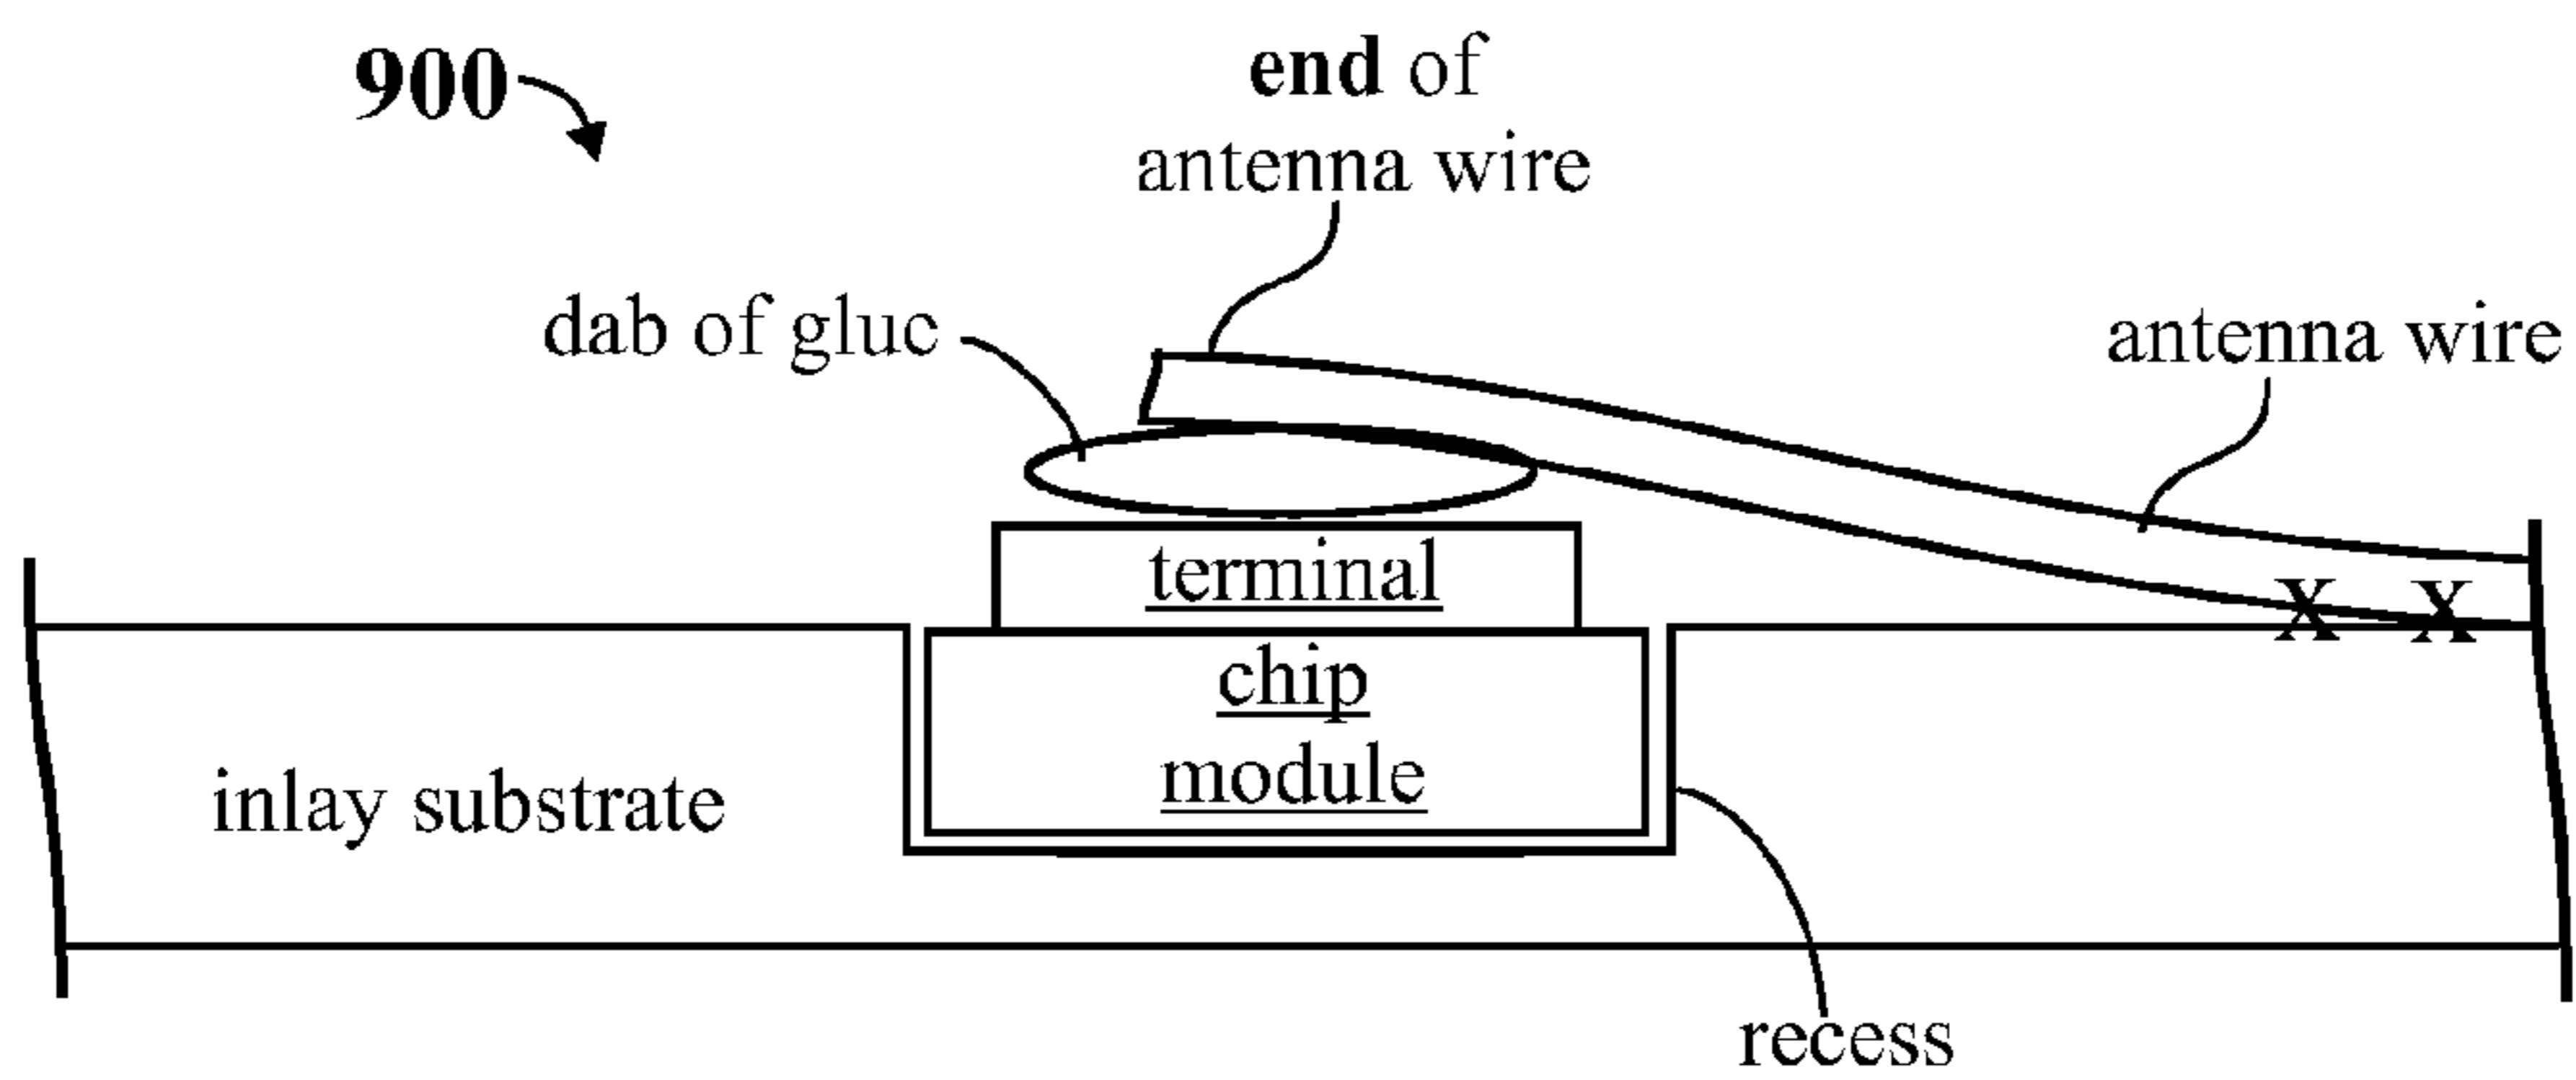 900
end of
antenna wire
dab of gluc
antenna wire
terminal
X X
chip
module
inlay substrate
recess